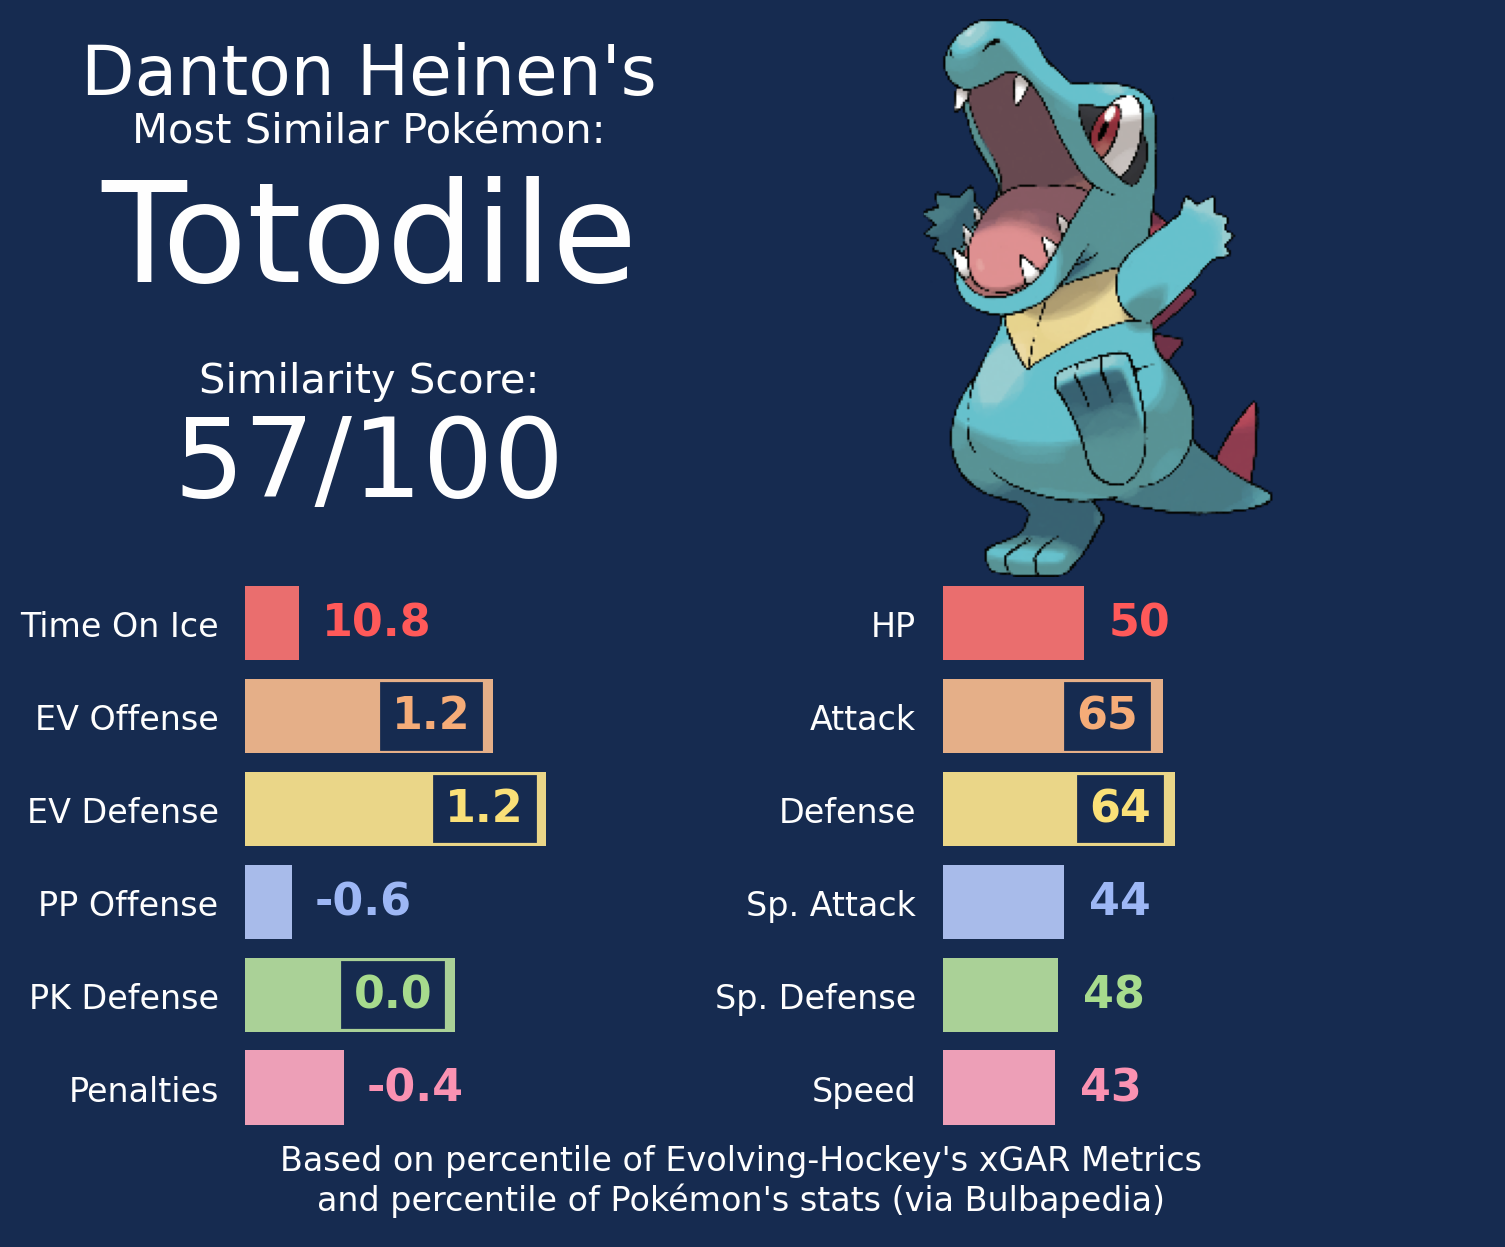 Danton Heinen's
Most Similar Pokémon:
Totodile
Similarity Score:
57/100
Time On Ice 10.8
EV Offense 1.2
EV Defense 1.2
PP Offense -0.6
PK Defense 0.0
Penalties -0.4
HP 50
Attack 65
Defense 64
Sp. Attack 44
Sp. Defense 48
Speed 43
Based on percentile of Evolving-Hockey's xGAR Metrics
and percentile of Pokémon's stats (via Bulbapedia)